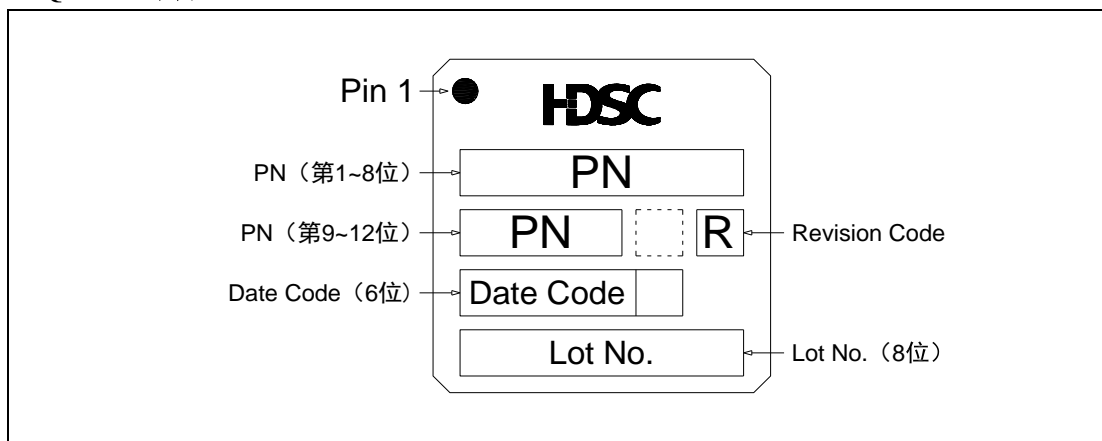 Pin 1
HDSC
PN（第1~8位）
PN
PN（第9~12位）
PN
R
Revision Code
Date Code（6位）
Date Code
Lot No.
Lot No.（8位）